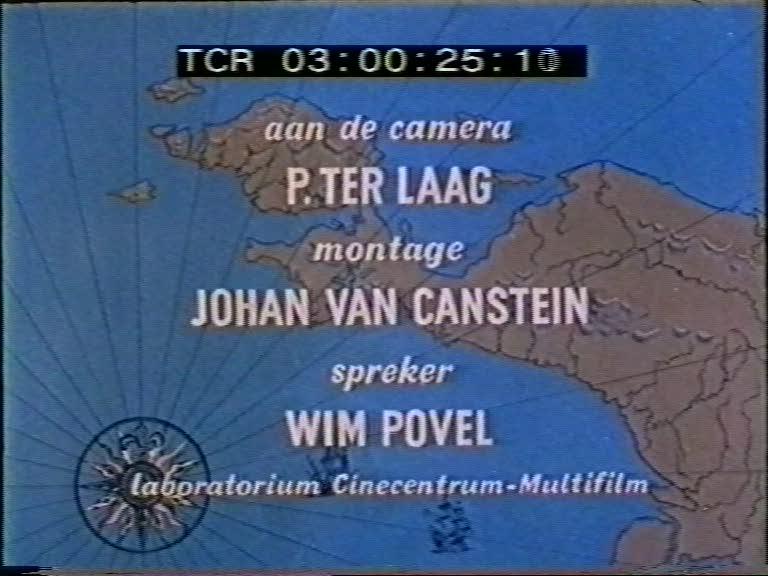 TCR 03:00:25:10
aan de camera
P. TER LAAG
montage
JOHAN VAN CANSTEIN
spreker
WIM POVEL
laboratorium Cinecentrum-Multifilm